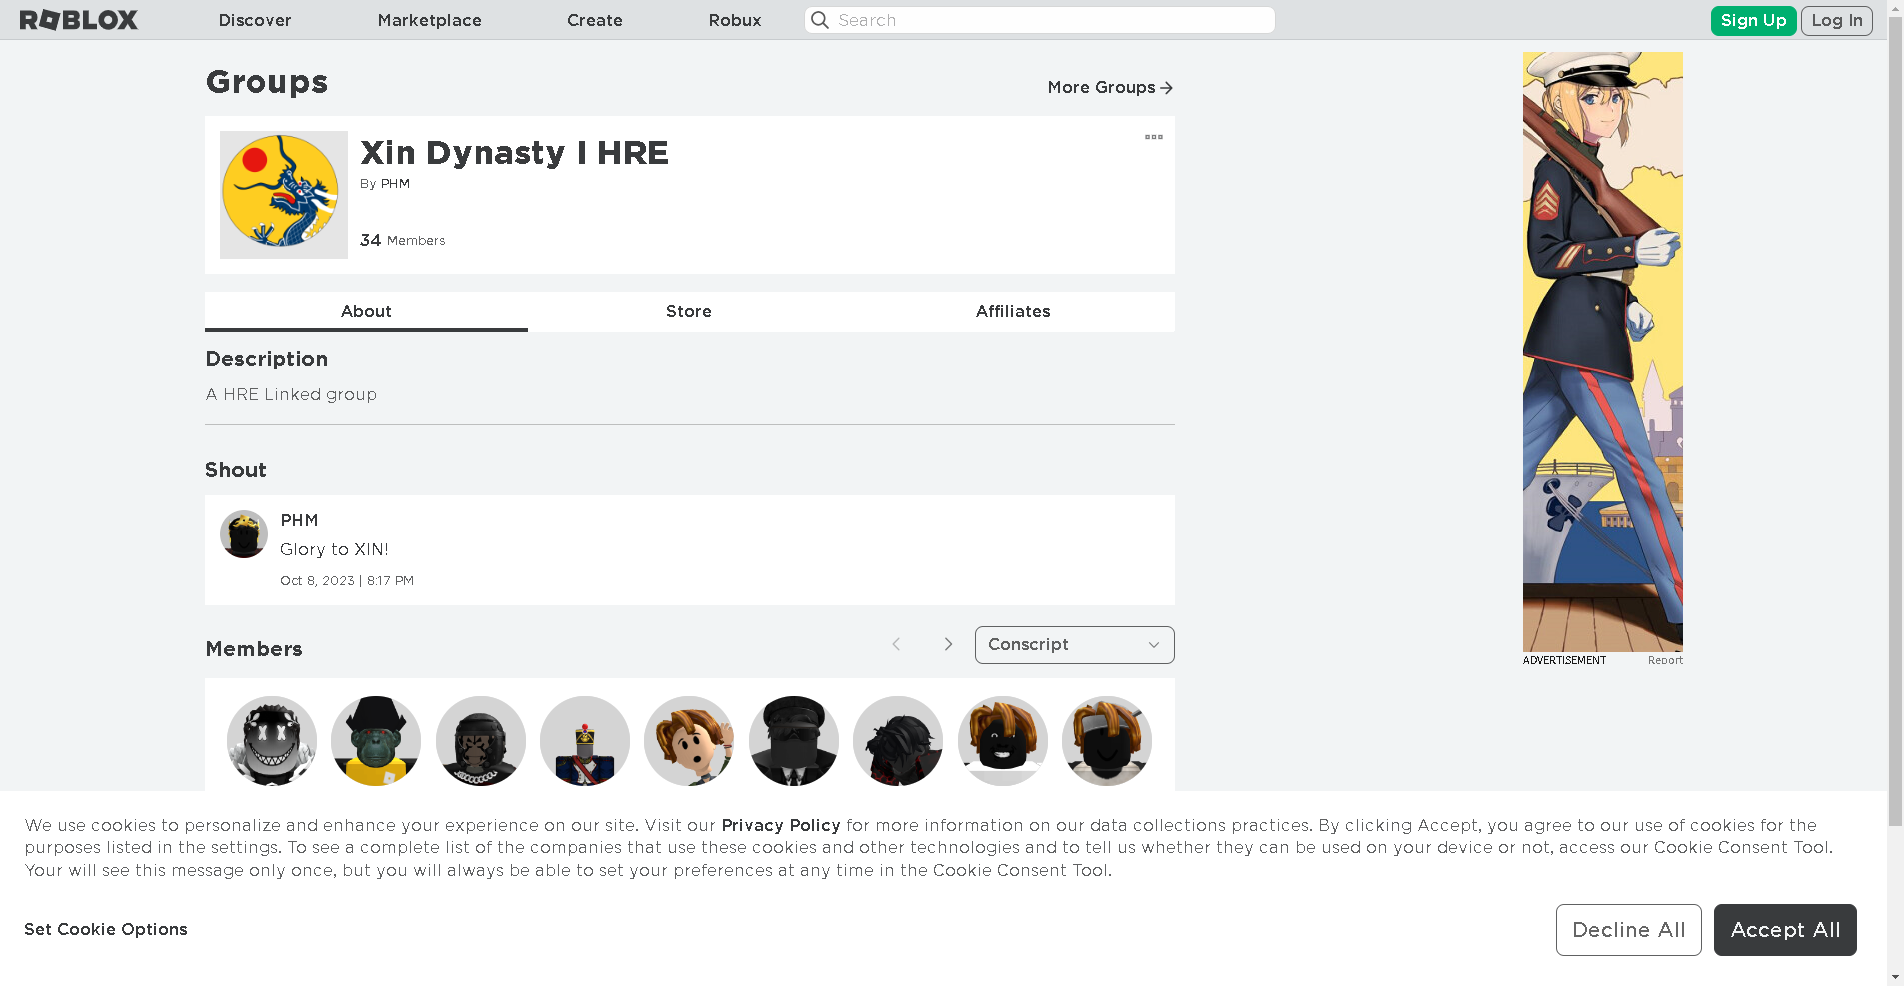 ROBLOX
Discover
Marketplace
Create
Robux
Search
Sign Up
Log In
Groups
More Groups
Xin Dynasty I HRE
By PHM
34 Members
About
Store
Affiliates
Description
A HRE Linked group
Shout
PHM
Glory to XIN!
Oct 8, 2023 | 8:17 PM
Members
Conscript
ADVERTISEMENT
Report
We use cookies to personalize and enhance your experience on our site. Visit our Privacy Policy for more information on our data collections practices. By clicking Accept, you agree to our use of cookies for the
purposes listed in the settings. To see a complete list of the companies that use these cookies and other technologies and to tell us whether they can be used on your device or not, access our Cookie Consent Tool.
Your will see this message only once, but you will always be able to set your preferences at any time in the Cookie Consent Tool.
Set Cookie Options
Decline All
Accept All